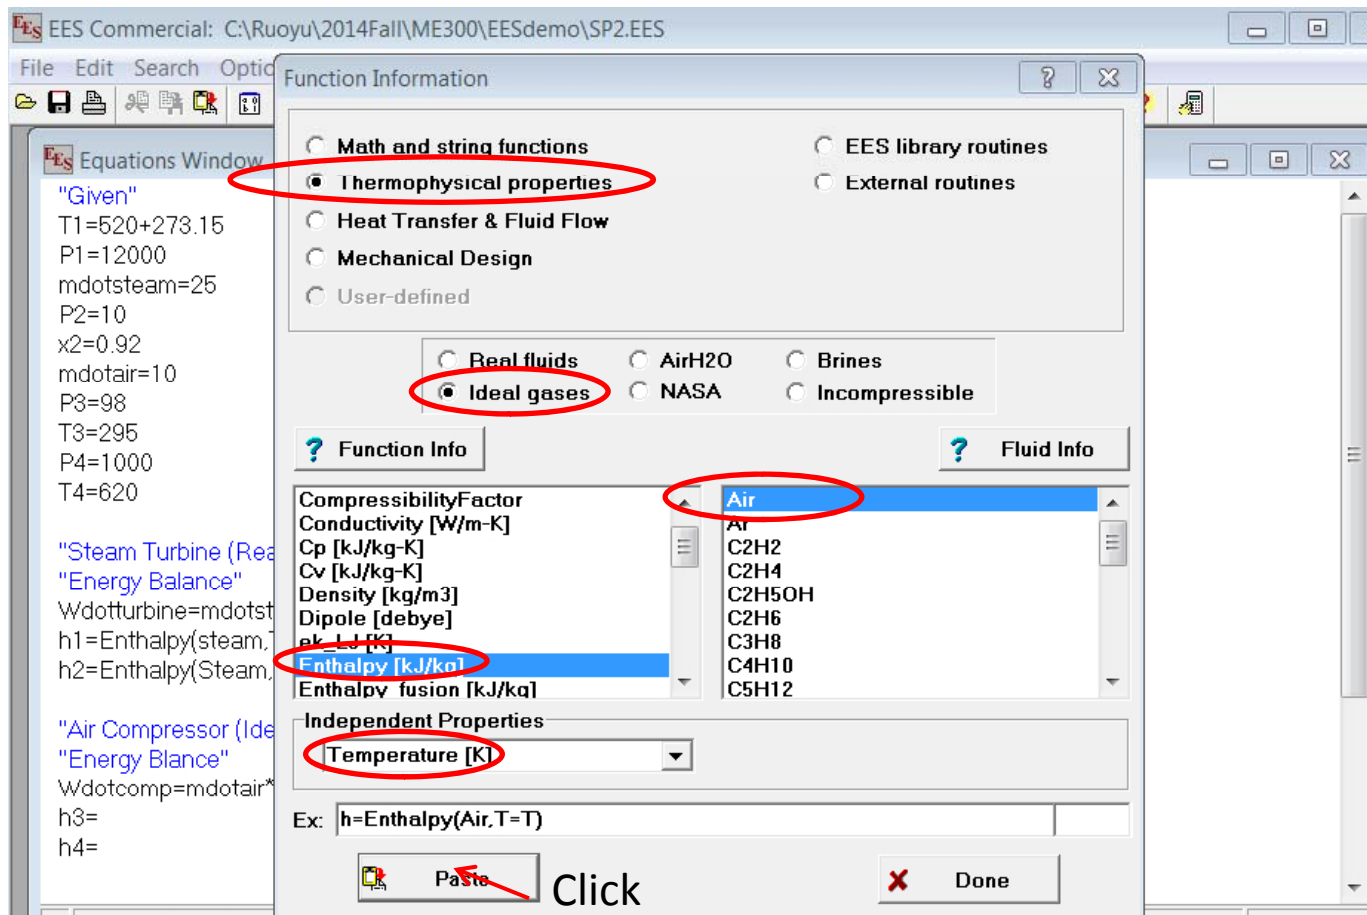 EES Commercial: C:\Ruoyu\2014Fall\ME300\EESdemo\SP2.EES
File Edit Search Optio
Function Information
Math and string functions
EES library routines
Thermophysical properties
External routines
Heat Transfer & Fluid Flow
Mechanical Design
User-defined
Real fluids
AirH2O
Brines
Ideal gases
NASA
Incompressible
Function Info
Fluid Info
CompressibilityFactor
Conductivity [W/m-K]
Cp [kJ/kg-K]
Cv [kJ/kg-K]
Density [kg/m3]
Dipole [debye]
ek_LJ [K]
Enthalpy [kJ/kg]
Enthalpy_fusion [kJ/kg]
Air
Ar
C2H2
C2H4
C2H5OH
C2H6
C3H8
C4H10
C5H12
Independent Properties
Temperature [K]
Ex: h=Enthalpy(Air,T=T)
Paste
Click
Done
Equations Window
"Given"
T1=520+273.15
P1=12000
mdotsteam=25
P2=10
x2=0.92
mdotair=10
P3=98
T3=295
P4=1000
T4=620
"Steam Turbine (Rea
"Energy Balance"
Wdotturbine=mdotst
h1=Enthalpy(steam,T
h2=Enthalpy(Steam,
"Air Compressor (Ide
"Energy Blance"
Wdotcomp=mdotair*
h3=
h4=